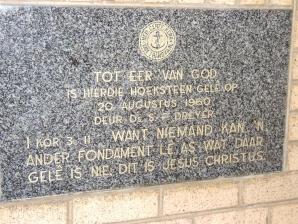 TOT EER VAN GOD
IS HIERDIE HOEKSTEEN GELÊ OP
20 AUGUSTUS 1960
DEUR DS. S. F. DREYER.
1 KOR 3:11 WANT NIEMAND KAN 'N
ANDER FONDAMENT LÊ AS WAT DAAR
GELÊ IS NIE, DIT IS JESUS CHRISTUS.